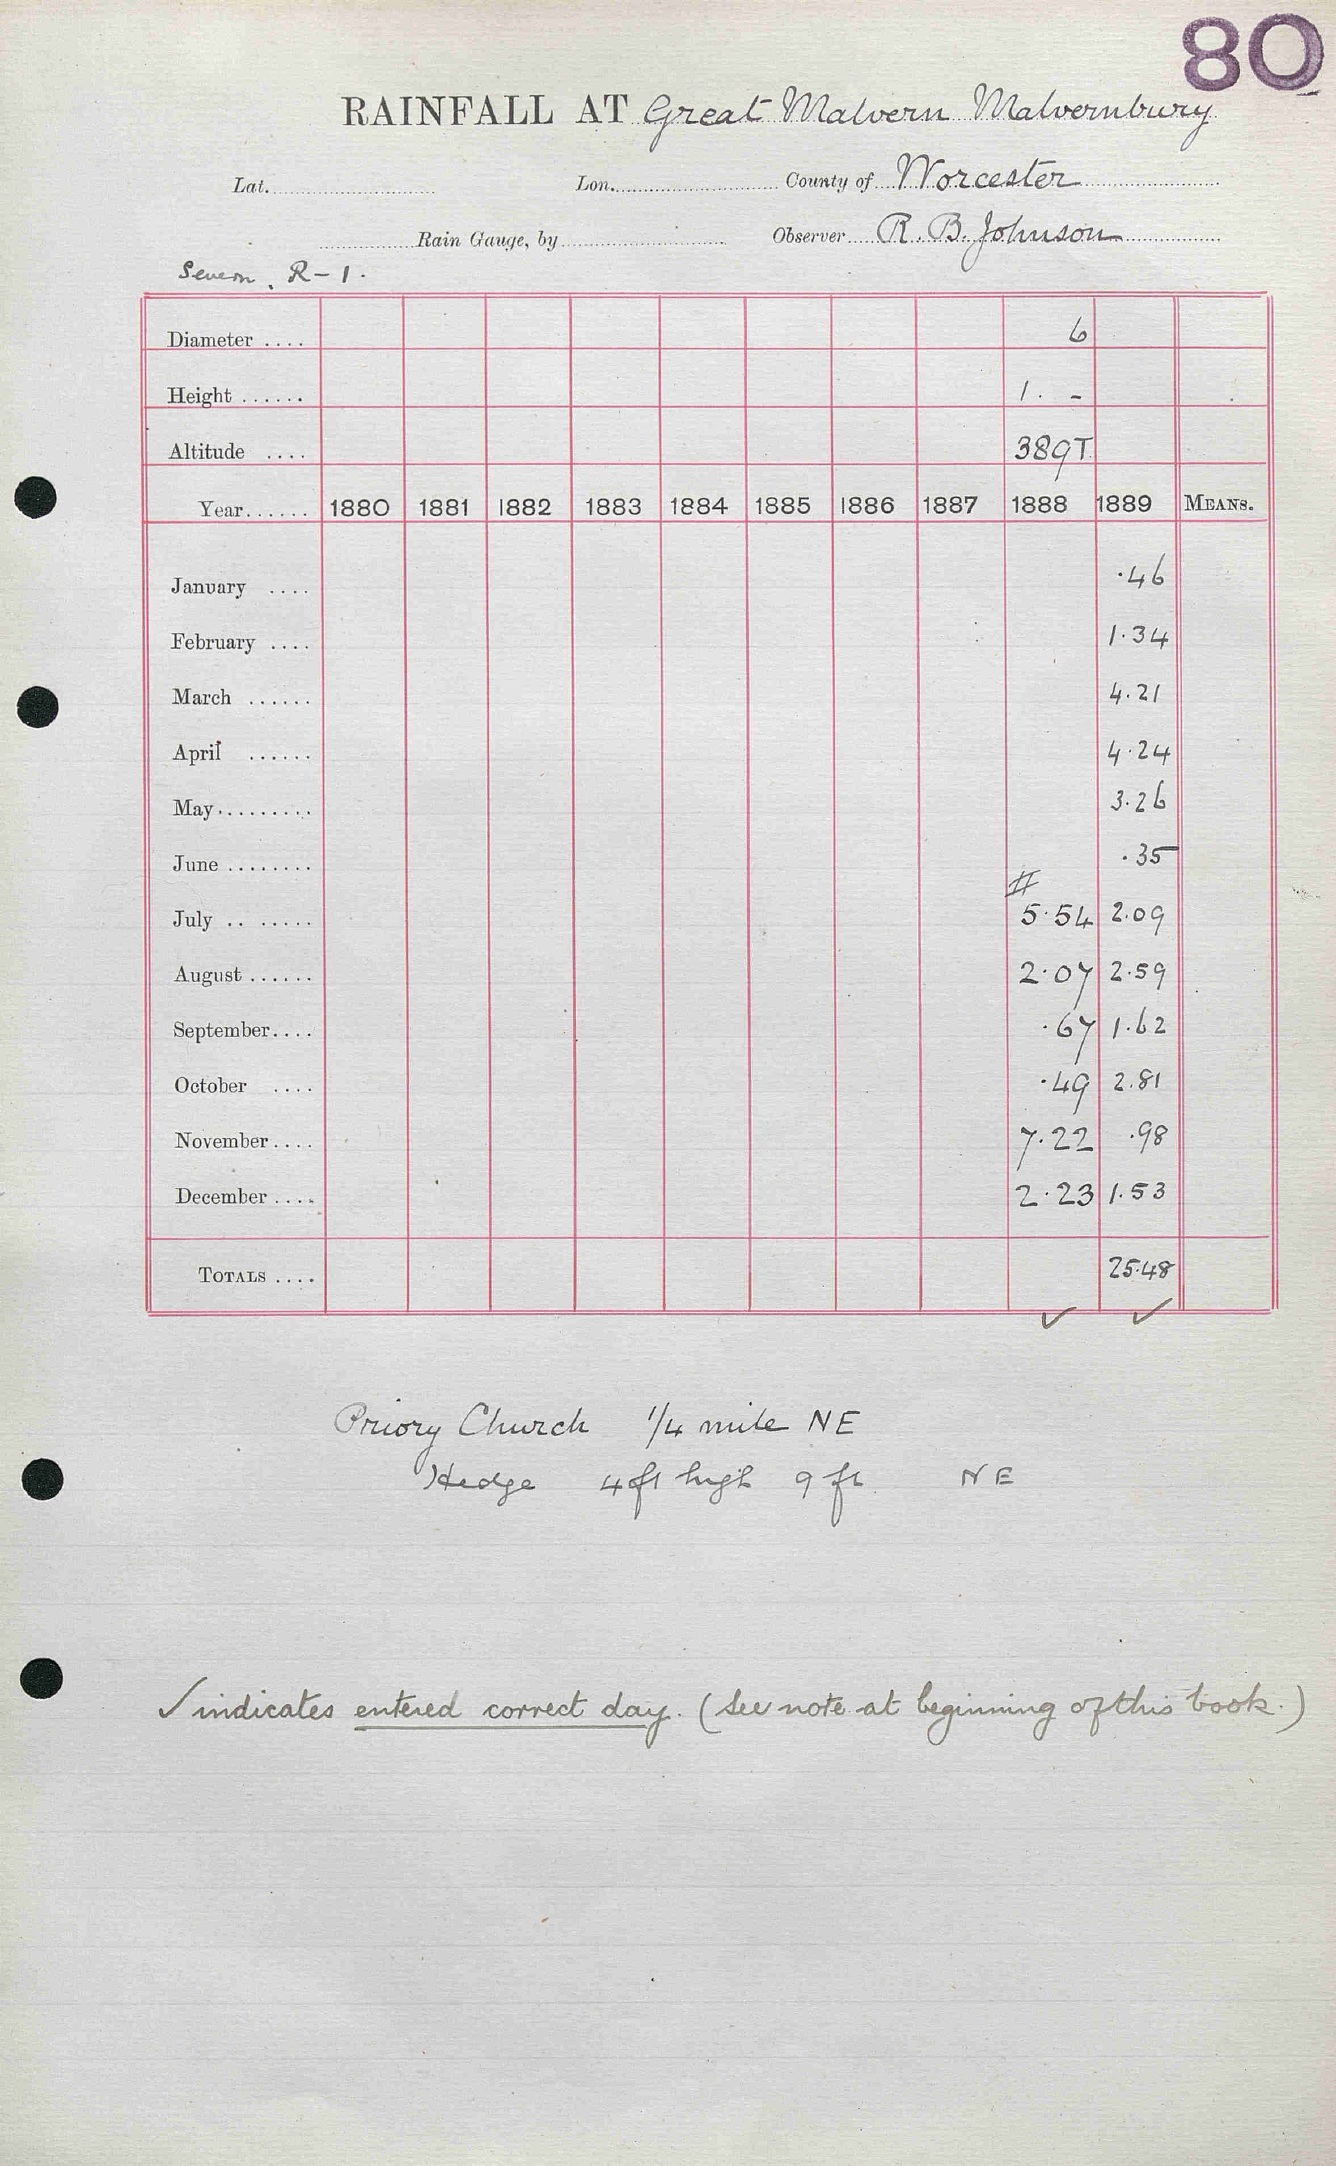 80
RAINFALL AT Great Malvern Malvernbury
Lat. Lon. County of Worcester
Rain Gauge, by Observer R. B. Johnson
Severn. R-1.
Diameter .... 6
Height ...... 1. -
Altitude .... 389T
Year...... 1880 1881 1882 1883 1884 1885 1886 1887 1888 1889 MEANS.
January .... .46
February .... 1.34
March ...... 4.21
April ...... 4.24
May......... 3.26
June ........ .35
#
July .. ..... 5.54 2.09
August...... 2.07 2.59
September.... .67 1.62
October .... .49 2.81
November.... 7.22 .98
December.... 2.23 1.53
TOTALS .... 25.48
✓ ✓
Priory Church 1/4 mile NE
Hedge 4ft high 9 ft NE
✓ indicates entered correct day. (See note at beginning of this book.)